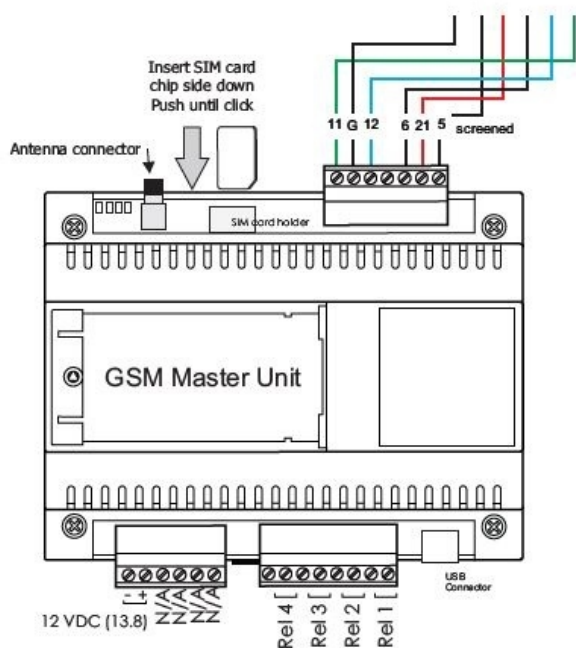 Insert SIM card
chip side down
Push until click
Antenna connector
11 G 12 6 21 5 screened
SIM card holder
GSM Master Unit
- + N/A N/A N/A N/A
12 VDC (13.8)
Rel 4 [ Rel 3 [ Rel 2 [ Rel 1 [
USB
Connector